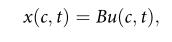 x(c, t) = Bu(c, t),